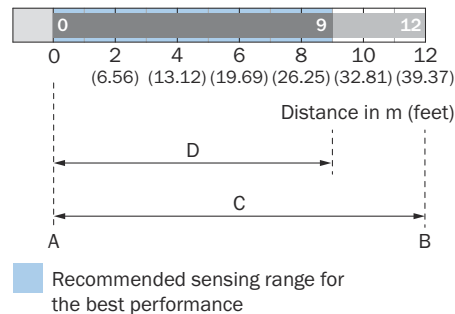 0 9 12
0 2 4 6 8 10 12
(6.56) (13.12) (19.69) (26.25) (32.81) (39.37)
Distance in m (feet)
D
C
A B
Recommended sensing range for
the best performance